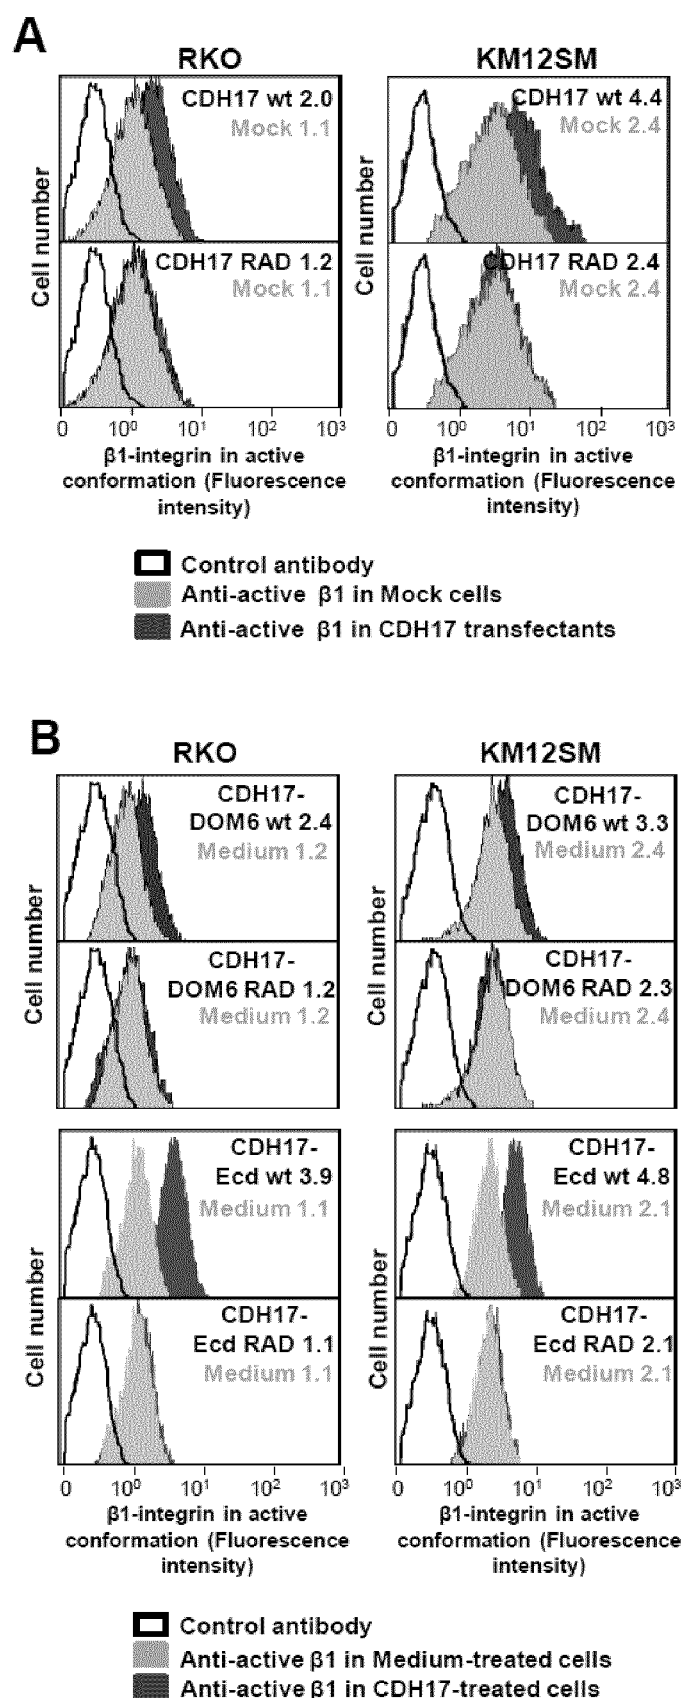 A
RKO
KM12SM
CDH17 wt 2.0
Mock 1.1
CDH17 wt 4.4
Mock 2.4
Cell number
Cell number
CDH17 RAD 1.2
Mock 1.1
CDH17 RAD 2.4
Mock 2.4
0 10⁰ 10¹ 10² 10³
0 10⁰ 10¹ 10² 10³
β1-integrin in active
conformation (Fluorescence
intensity)
β1-integrin in active
conformation (Fluorescence
intensity)
Control antibody
Anti-active β1 in Mock cells
Anti-active β1 in CDH17 transfectants
B
RKO
KM12SM
CDH17-
DOM6 wt 2.4
Medium 1.2
CDH17-
DOM6 wt 3.3
Medium 2.4
Cell number
Cell number
CDH17-
DOM6 RAD 1.2
Medium 1.2
CDH17-
DOM6 RAD 2.3
Medium 2.4
CDH17-
Ecd wt 3.9
Medium 1.1
CDH17-
Ecd wt 4.8
Medium 2.1
Cell number
Cell number
CDH17-
Ecd RAD 1.1
Medium 1.1
CDH17-
Ecd RAD 2.1
Medium 2.1
0 10⁰ 10¹ 10² 10³
0 10⁰ 10¹ 10² 10³
β1-integrin in active
conformation (Fluorescence
intensity)
β1-integrin in active
conformation (Fluorescence
intensity)
Control antibody
Anti-active β1 in Medium-treated cells
Anti-active β1 in CDH17-treated cells